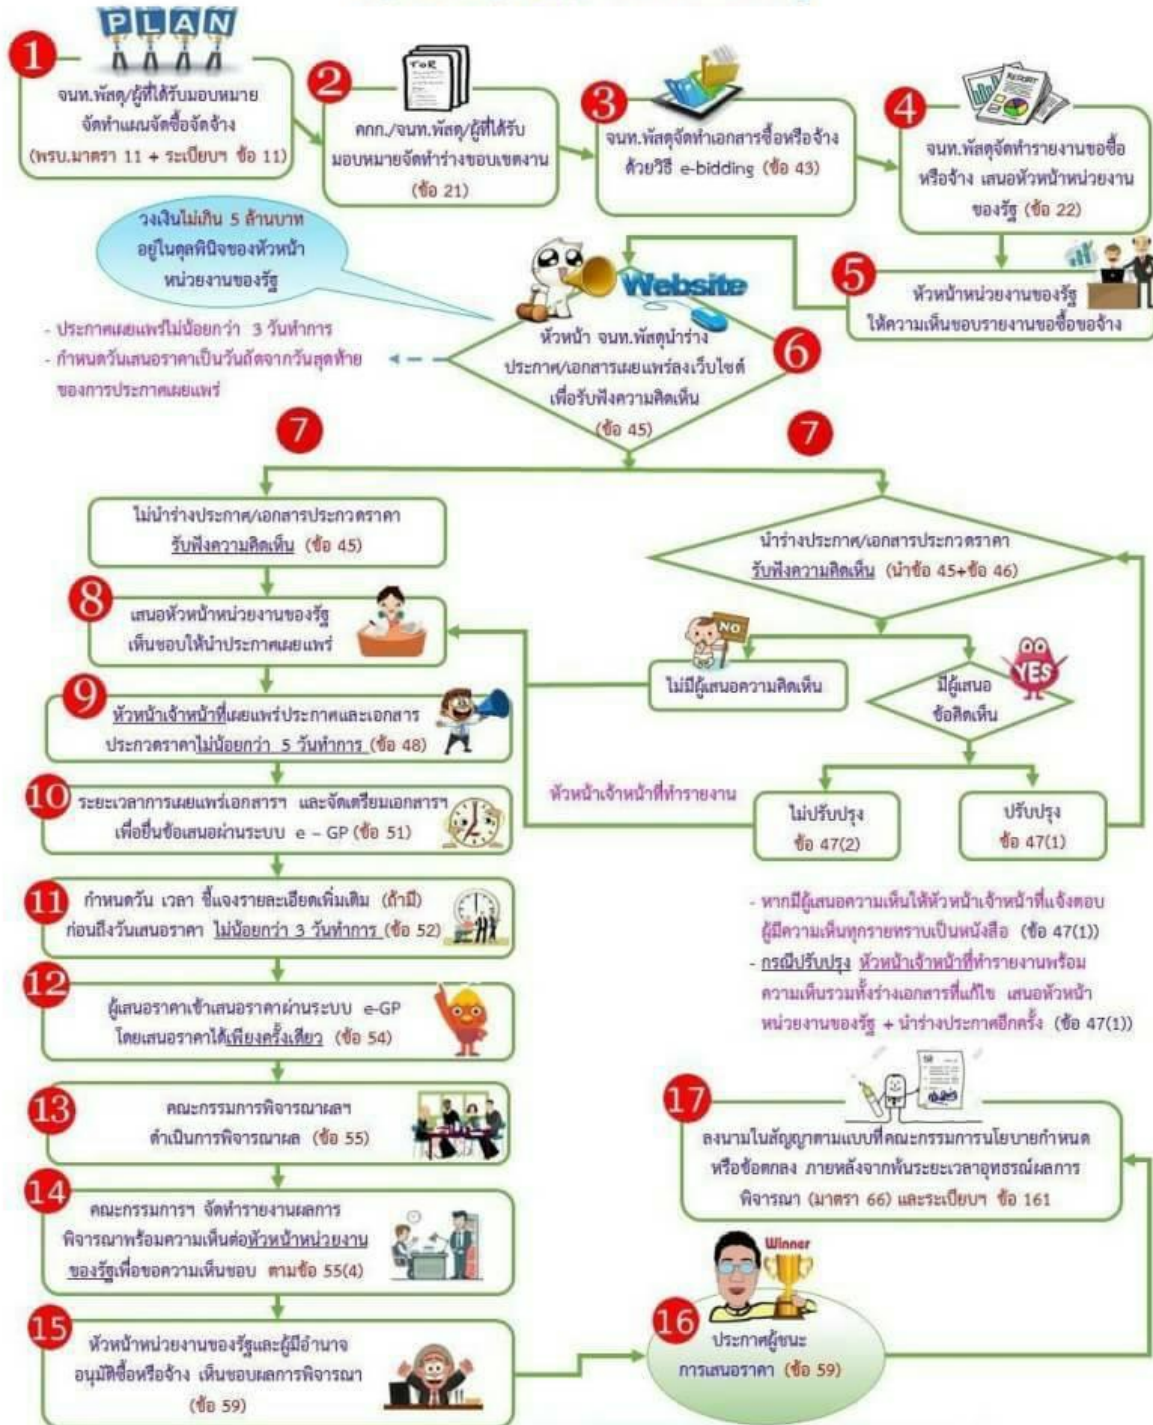 PLAN
1
จนท.พัสดุ/ผู้ที่ได้รับมอบหมาย
จัดทำแผนจัดซื้อจัดจ้าง
(พรบ.มาตรา 11 + ระเบียบฯ ข้อ 11)
2
TOR
คกก./จนท.พัสดุ/ผู้ที่ได้รับ
มอบหมายจัดทำร่างขอบเขตงาน
(ข้อ 21)
3
จนท.พัสดุจัดทำเอกสารซื้อหรือจ้าง
ด้วยวิธี e-bidding (ข้อ 43)
4
REPORT
จนท.พัสดุจัดทำรายงานขอซื้อ
หรือจ้าง เสนอหัวหน้าหน่วยงาน
ของรัฐ (ข้อ 22)
5
หัวหน้าหน่วยงานของรัฐ
ให้ความเห็นชอบรายงานขอซื้อขอจ้าง
วงเงินไม่เกิน 5 ล้านบาท
อยู่ในดุลพินิจของหัวหน้า
หน่วยงานของรัฐ
- ประกาศเผยแพร่ไม่น้อยกว่า 3 วันทำการ
- กำหนดวันเสนอราคาเป็นวันถัดจากวันสุดท้าย
ของการประกาศเผยแพร่
Website
6
หัวหน้า จนท.พัสดุนำร่าง
ประกาศ/เอกสารเผยแพร่ลงเว็บไซต์
เพื่อรับฟังความคิดเห็น
(ข้อ 45)
7
7
ไม่นำร่างประกาศ/เอกสารประกวดราคา
รับฟังความคิดเห็น (ข้อ 45)
นำร่างประกาศ/เอกสารประกวดราคา
รับฟังความคิดเห็น (นำข้อ 45+ข้อ 46)
8
เสนอหัวหน้าหน่วยงานของรัฐ
เห็นชอบให้นำประกาศเผยแพร่
NO
ไม่มีผู้เสนอความคิดเห็น
YES
มีผู้เสนอ
ข้อคิดเห็น
9
หัวหน้าเจ้าหน้าที่เผยแพร่ประกาศและเอกสาร
ประกวดราคาไม่น้อยกว่า 5 วันทำการ (ข้อ 48)
หัวหน้าเจ้าหน้าที่ทำรายงาน
ไม่ปรับปรุง
ข้อ 47(2)
ปรับปรุง
ข้อ 47(1)
10
ระยะเวลาการเผยแพร่เอกสารฯ และจัดเตรียมเอกสารฯ
เพื่อยื่นข้อเสนอผ่านระบบ e – GP (ข้อ 51)
11
กำหนดวัน เวลา ชี้แจงรายละเอียดเพิ่มเติม (ถ้ามี)
ก่อนถึงวันเสนอราคา ไม่น้อยกว่า 3 วันทำการ (ข้อ 52)
- หากมีผู้เสนอความเห็นให้หัวหน้าเจ้าหน้าที่แจ้งตอบ
ผู้มีความเห็นทุกรายทราบเป็นหนังสือ (ข้อ 47(1))
- กรณีปรับปรุง หัวหน้าเจ้าหน้าที่ทำรายงานพร้อม
ความเห็นรวมทั้งร่างเอกสารที่แก้ไข เสนอหัวหน้า
หน่วยงานของรัฐ + นำร่างประกาศอีกครั้ง (ข้อ 47(1))
12
ผู้เสนอราคาเข้าเสนอราคาผ่านระบบ e-GP
โดยเสนอราคาได้เพียงครั้งเดียว (ข้อ 54)
13
คณะกรรมการพิจารณาผลฯ
ดำเนินการพิจารณาผล (ข้อ 55)
14
คณะกรรมการฯ จัดทำรายงานผลการ
พิจารณาพร้อมความเห็นต่อหัวหน้าหน่วยงาน
ของรัฐเพื่อขอความเห็นชอบ ตามข้อ 55(4)
15
หัวหน้าหน่วยงานของรัฐและผู้มีอำนาจ
อนุมัติซื้อหรือจ้าง เห็นชอบผลการพิจารณา
(ข้อ 59)
Winner
16
ประกาศผู้ชนะ
การเสนอราคา (ข้อ 59)
17
ลงนามในสัญญาตามแบบที่คณะกรรมการนโยบายกำหนด
หรือข้อตกลง ภายหลังจากพ้นระยะเวลาอุทธรณ์ผลการ
พิจารณา (มาตรา 66) และระเบียบฯ ข้อ 161